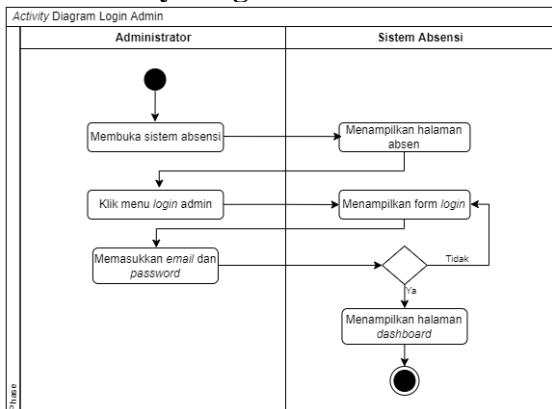 Activity Diagram Login Admin
Administrator
Sistem Absensi
Membuka sistem absensi
Menampilkan halaman
absen
Klik menu login admin
Menampilkan form login
Memasukkan email dan
password
Tidak
Ya
Menampilkan halaman
dashboard
Phase